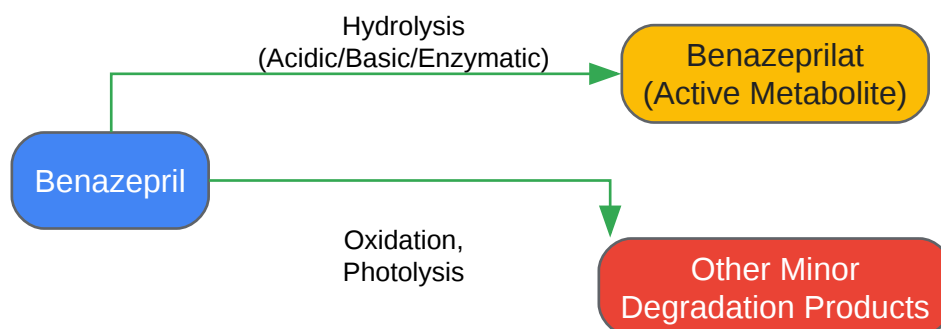 Hydrolysis
(Acidic/Basic/Enzymatic)
Benazeprilat
(Active Metabolite)
Benazepril
Oxidation,
Photolysis
Other Minor
Degradation Products